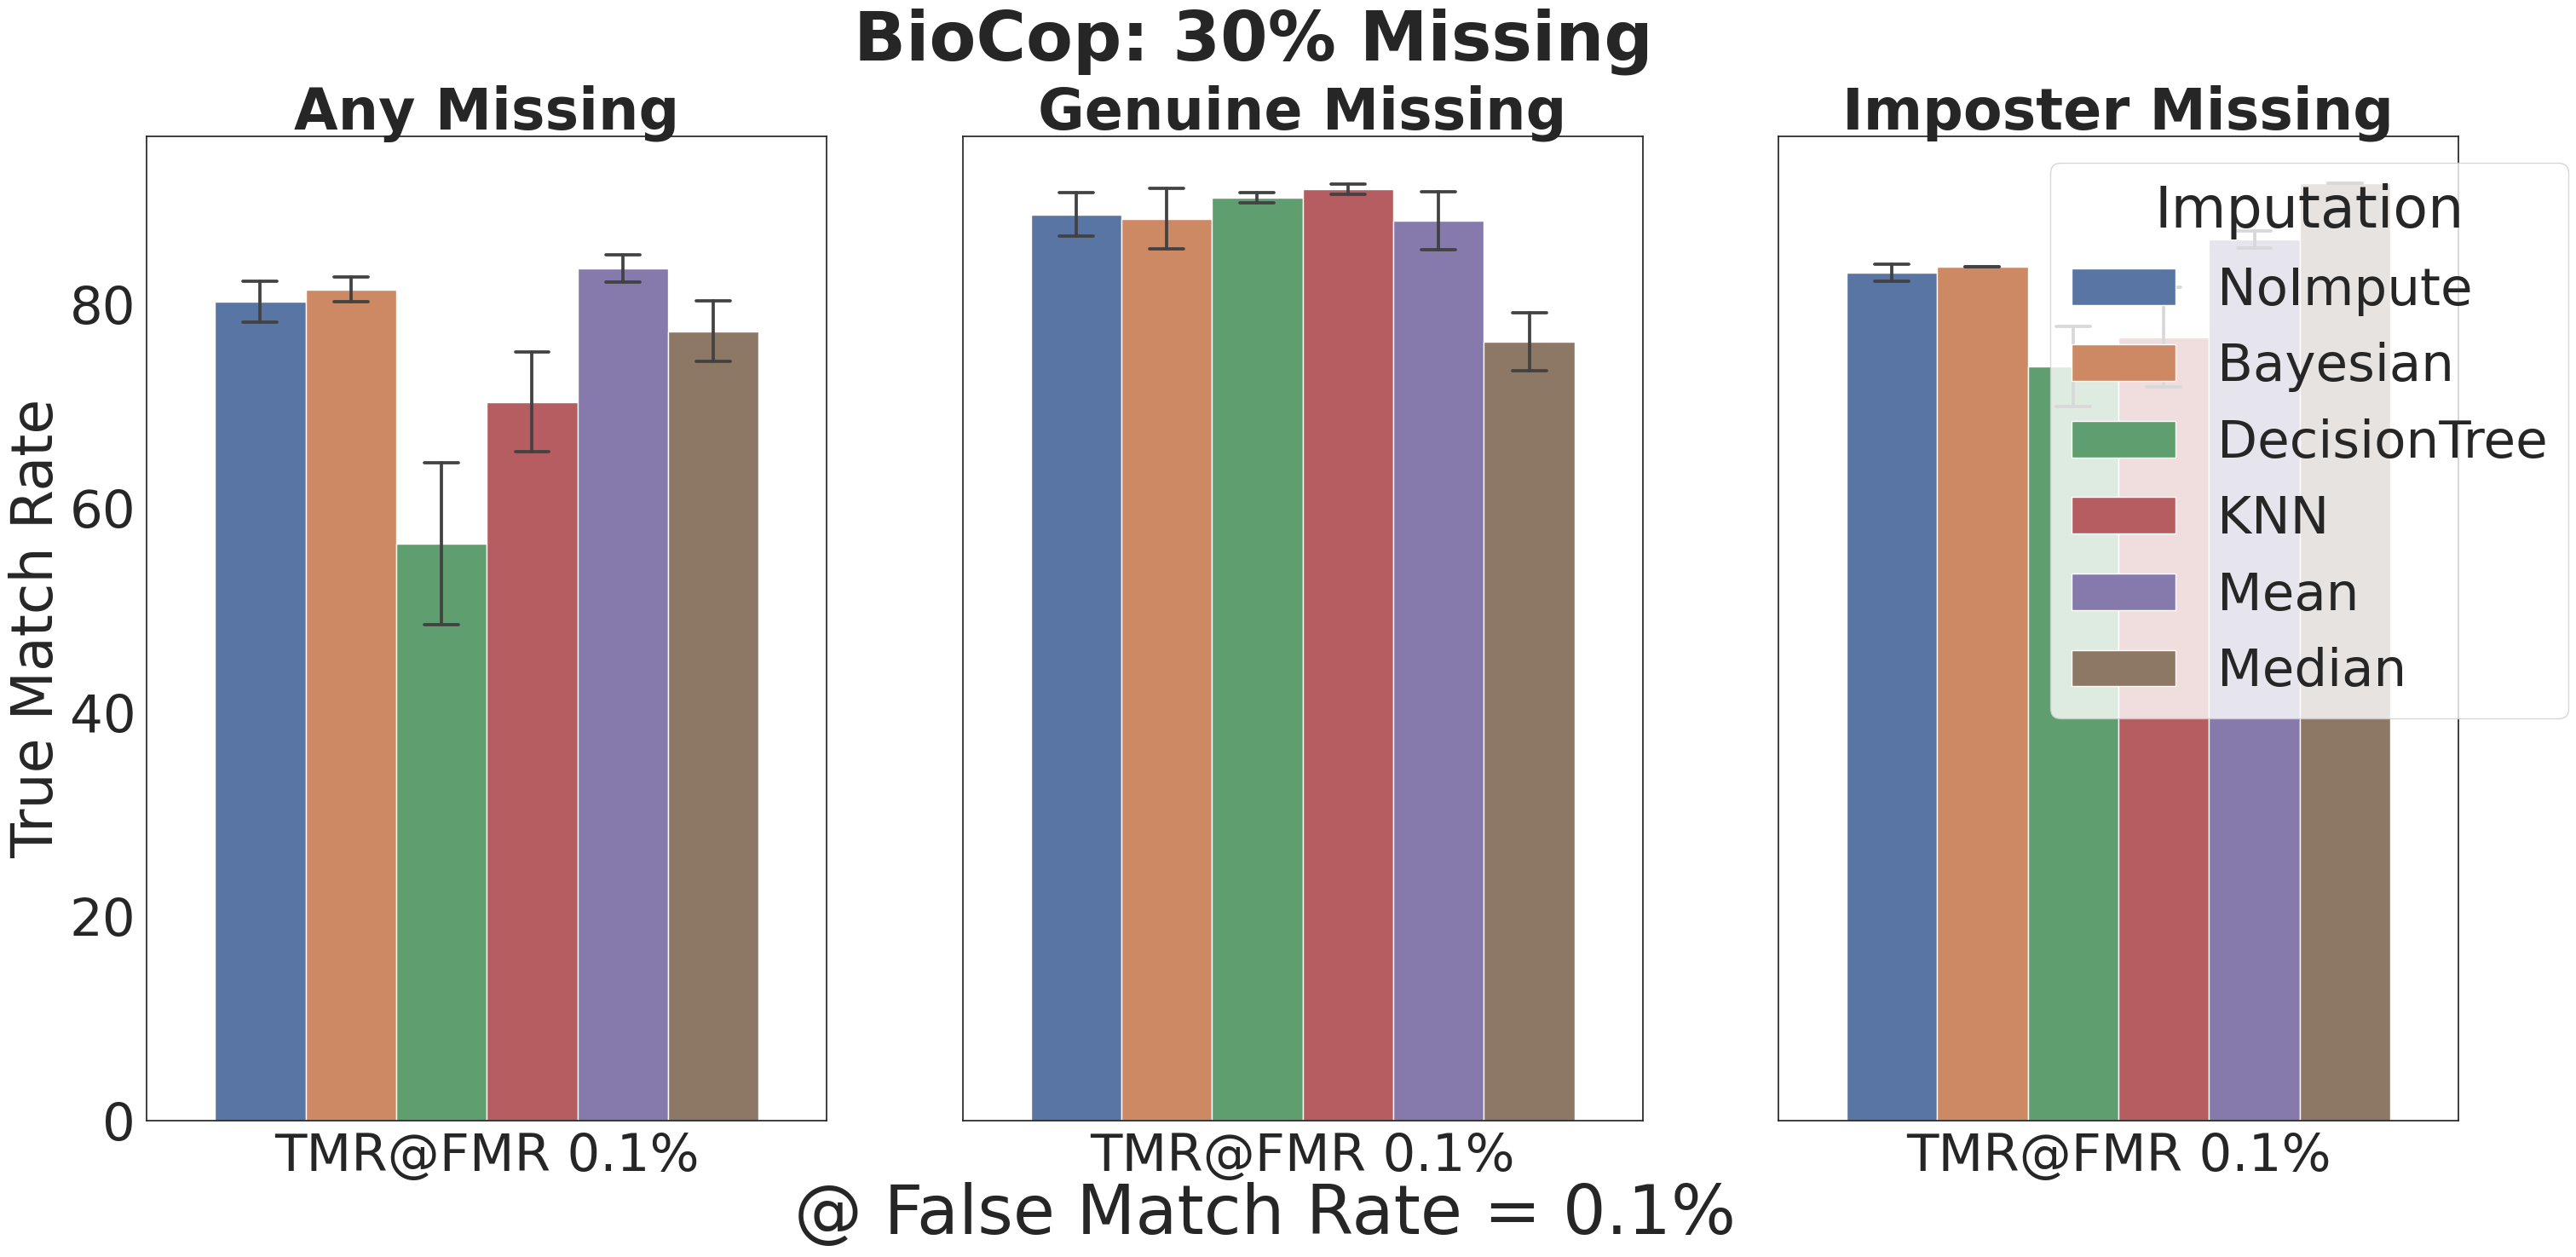 BioCop: 30% Missing
Any Missing
Genuine Missing
Imposter Missing
True Match Rate
80
60
40
20
0
Imputation
NoImpute
Bayesian
DecisionTree
KNN
Mean
Median
TMR@FMR 0.1%
TMR@FMR 0.1%
TMR@FMR 0.1%
@ False Match Rate = 0.1%